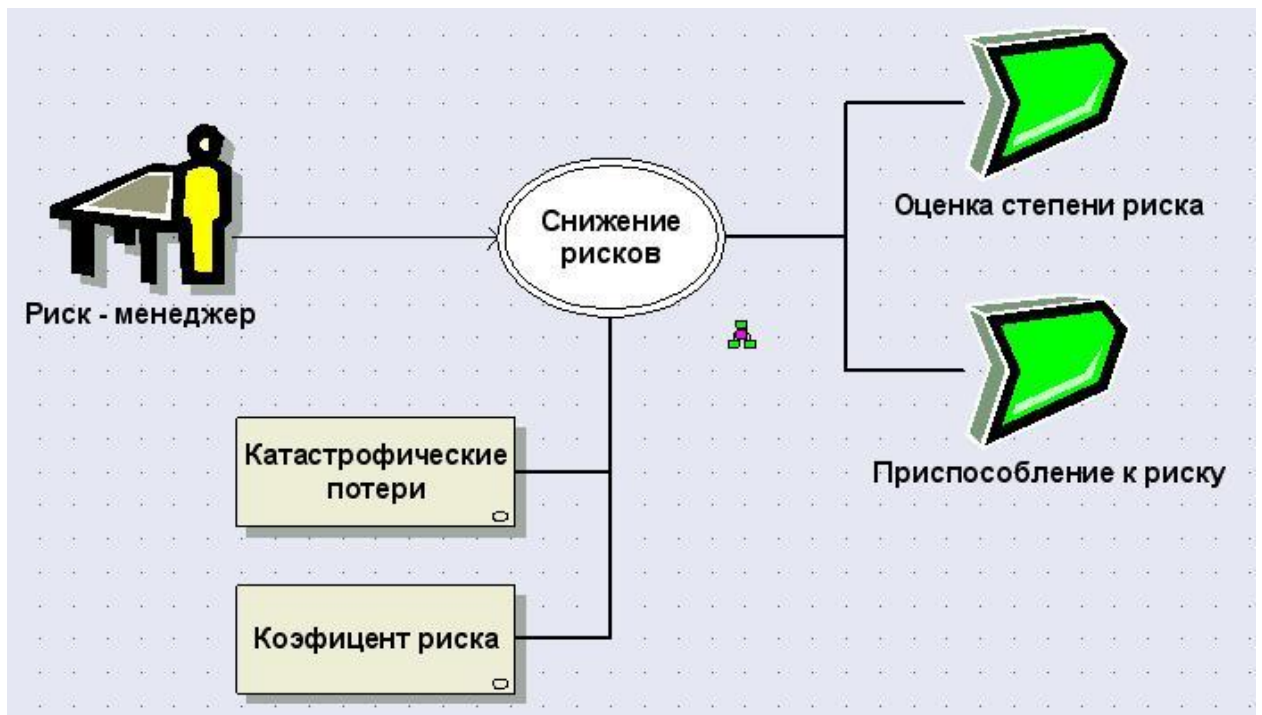 Оценка степени риска
Снижение
рисков
Риск - менеджер
Катастрофические
потери
Приспособление к риску
Коэфицент риска